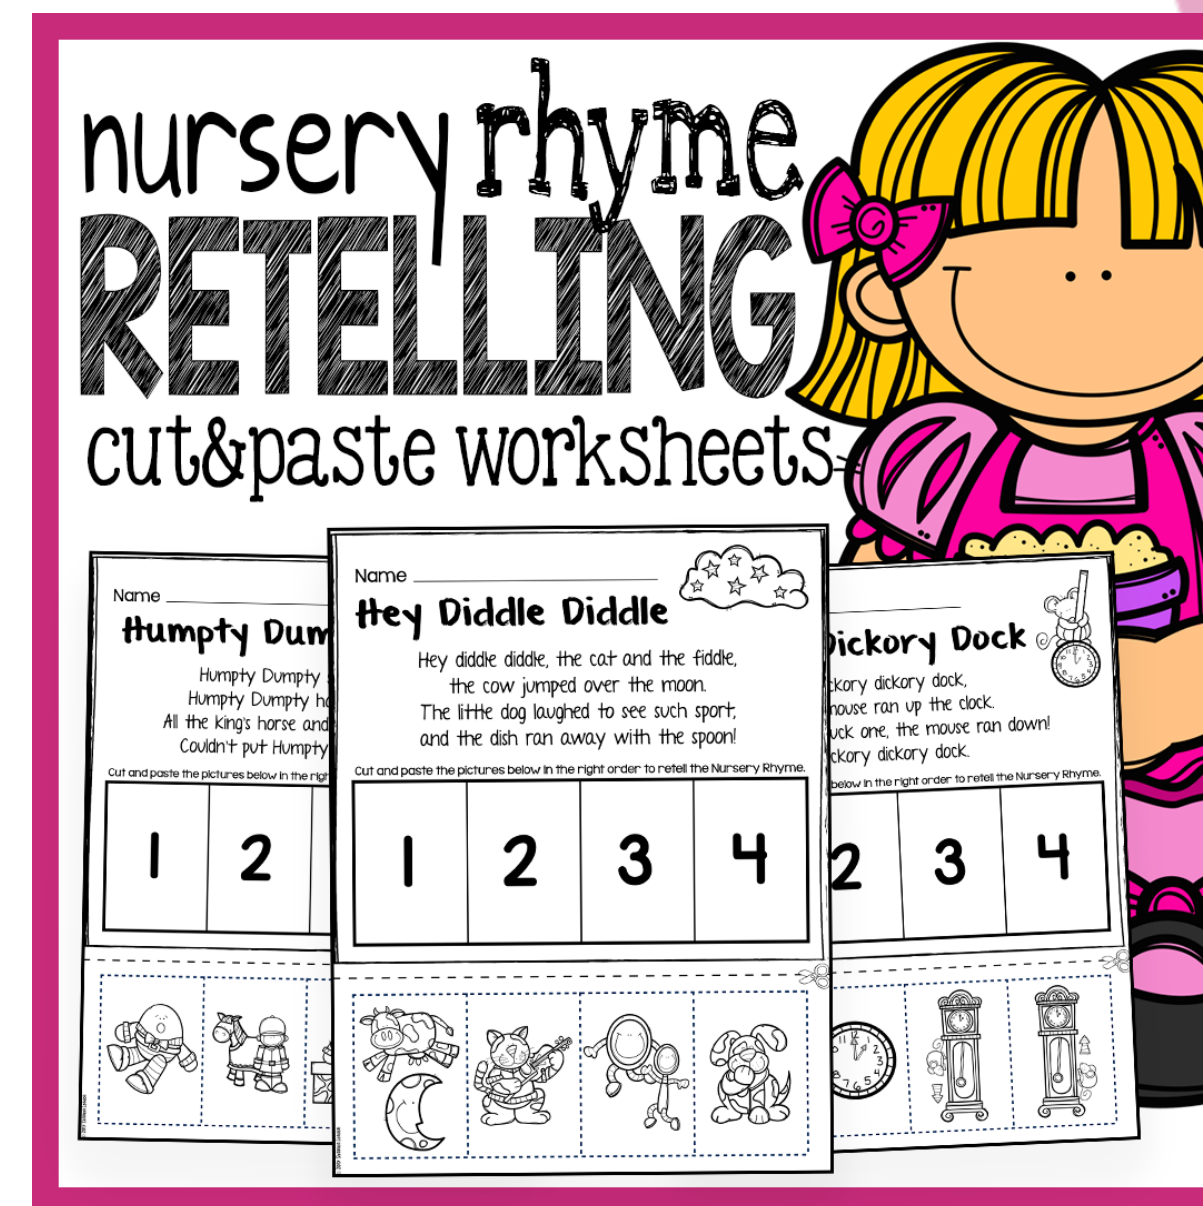 nursery rhyme
RETELLING
cut&paste worksheets
Name
Humpty Dum
Humpty Dumpty
Humpty Dumpty ha
All the King's horse and
Couldn't put Humpty
Cut and paste the pictures below in the righ
1 2
Name
Hey Diddle Diddle
Hey diddle diddle, the cat and the fiddle,
the cow jumped over the moon.
The little dog laughed to see such sport,
and the dish ran away with the spoon!
Cut and paste the pictures below in the right order to retell the Nursery Rhyme.
1 2 3 4
Dickory Dock
ckory dickory dock,
mouse ran up the clock.
uck one, the mouse ran down!
ckory dickory dock.
below in the right order to retell the Nursery Rhyme.
2 3 4